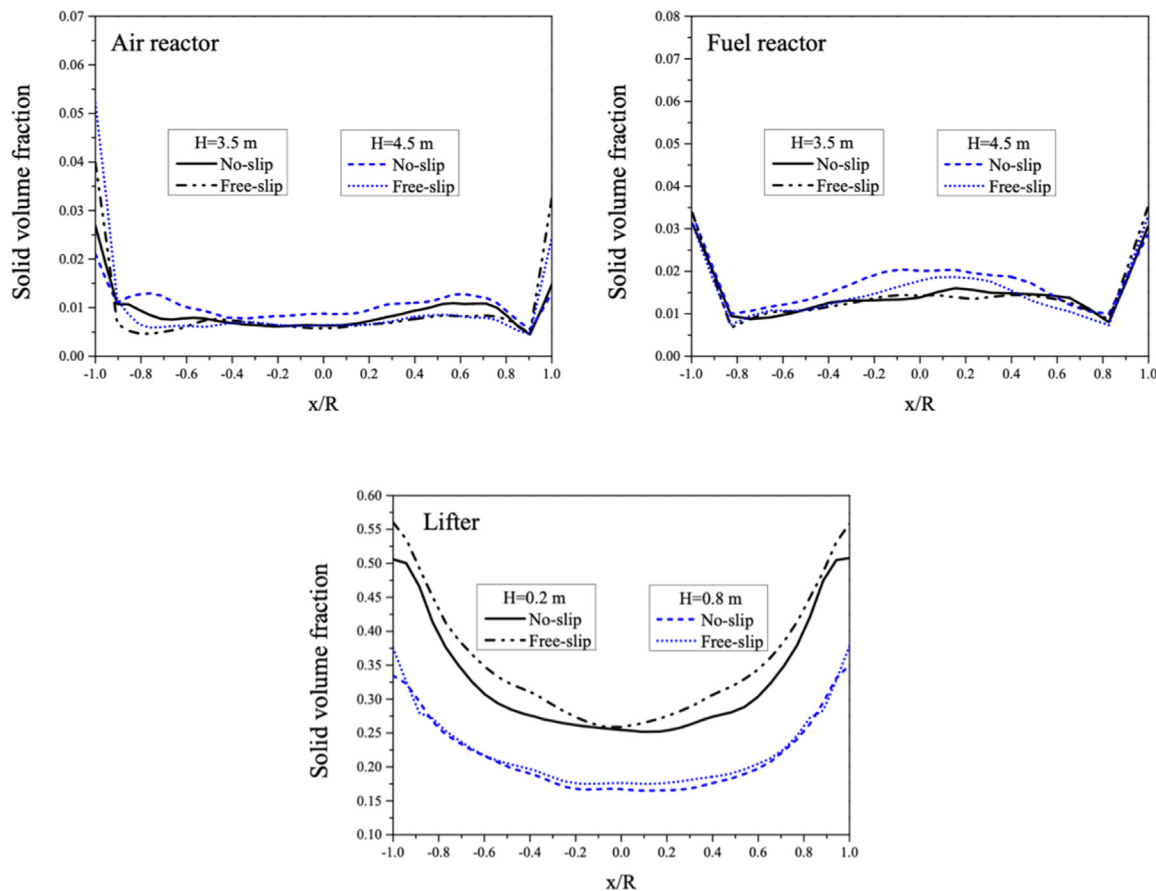 Air reactor
Solid volume fraction
0.07
0.06
0.05
0.04
0.03
0.02
0.01
0.00
H=3.5 m
No-slip
Free-slip
H=4.5 m
No-slip
Free-slip
-1.0 -0.8 -0.6 -0.4 -0.2 0.0 0.2 0.4 0.6 0.8 1.0
x/R
Fuel reactor
Solid volume fraction
0.08
0.07
0.06
0.05
0.04
0.03
0.02
0.01
0.00
H=3.5 m
No-slip
Free-slip
H=4.5 m
No-slip
Free-slip
-1.0 -0.8 -0.6 -0.4 -0.2 0.0 0.2 0.4 0.6 0.8 1.0
x/R
Lifter
Solid volume fraction
0.60
0.55
0.50
0.45
0.40
0.35
0.30
0.25
0.20
0.15
0.10
H=0.2 m
No-slip
Free-slip
H=0.8 m
No-slip
Free-slip
-1.0 -0.8 -0.6 -0.4 -0.2 0.0 0.2 0.4 0.6 0.8 1.0
x/R